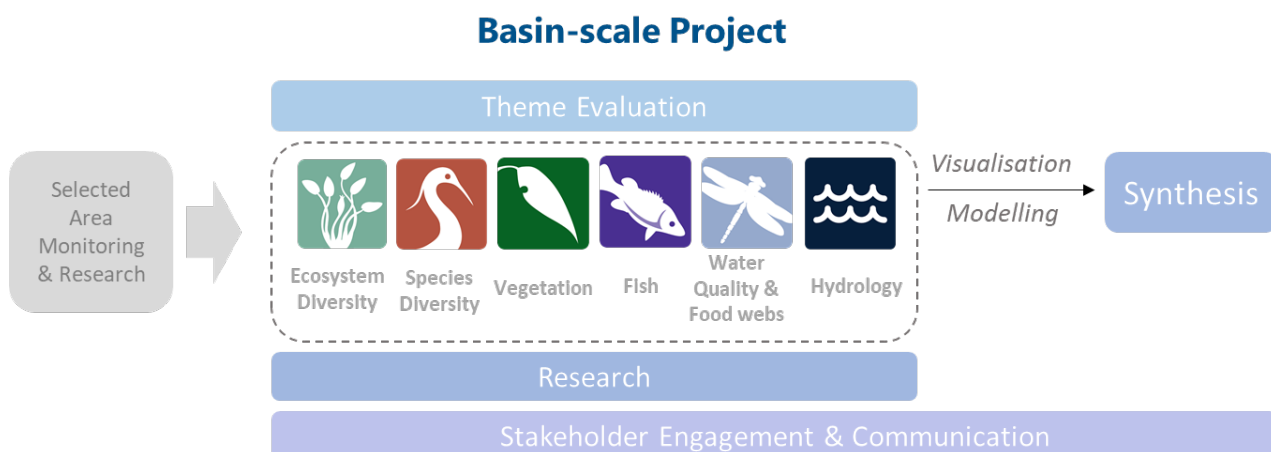 Basin-scale Project
Theme Evaluation
Selected
Area
Monitoring
& Research
Ecosystem
Diversity
Species
Diversity
Vegetation
Fish
Water
Quality &
Food webs
Hydrology
Visualisation
Modelling
Synthesis
Research
Stakeholder Engagement & Communication